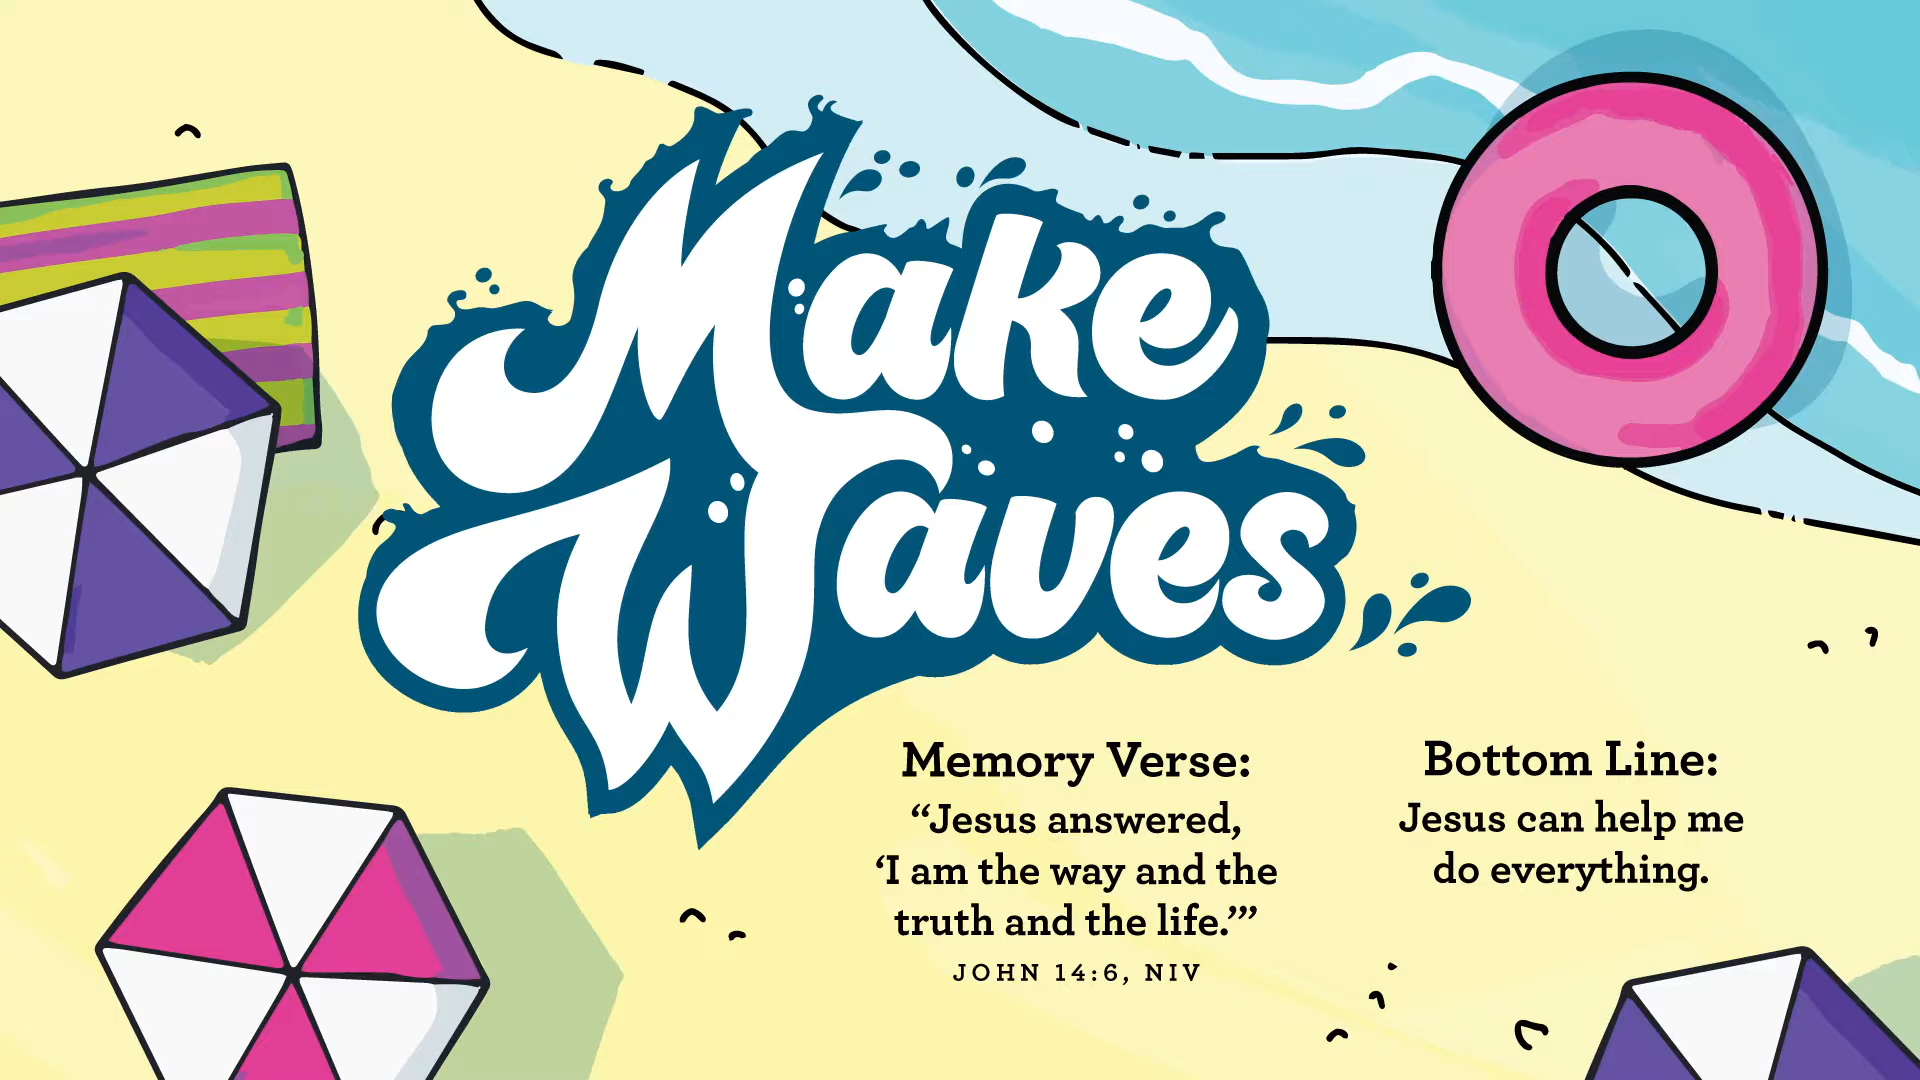 Make
Waves
Memory Verse:
“Jesus answered,
‘I am the way and the
truth and the life.’”
JOHN 14:6, NIV
Bottom Line:
Jesus can help me
do everything.